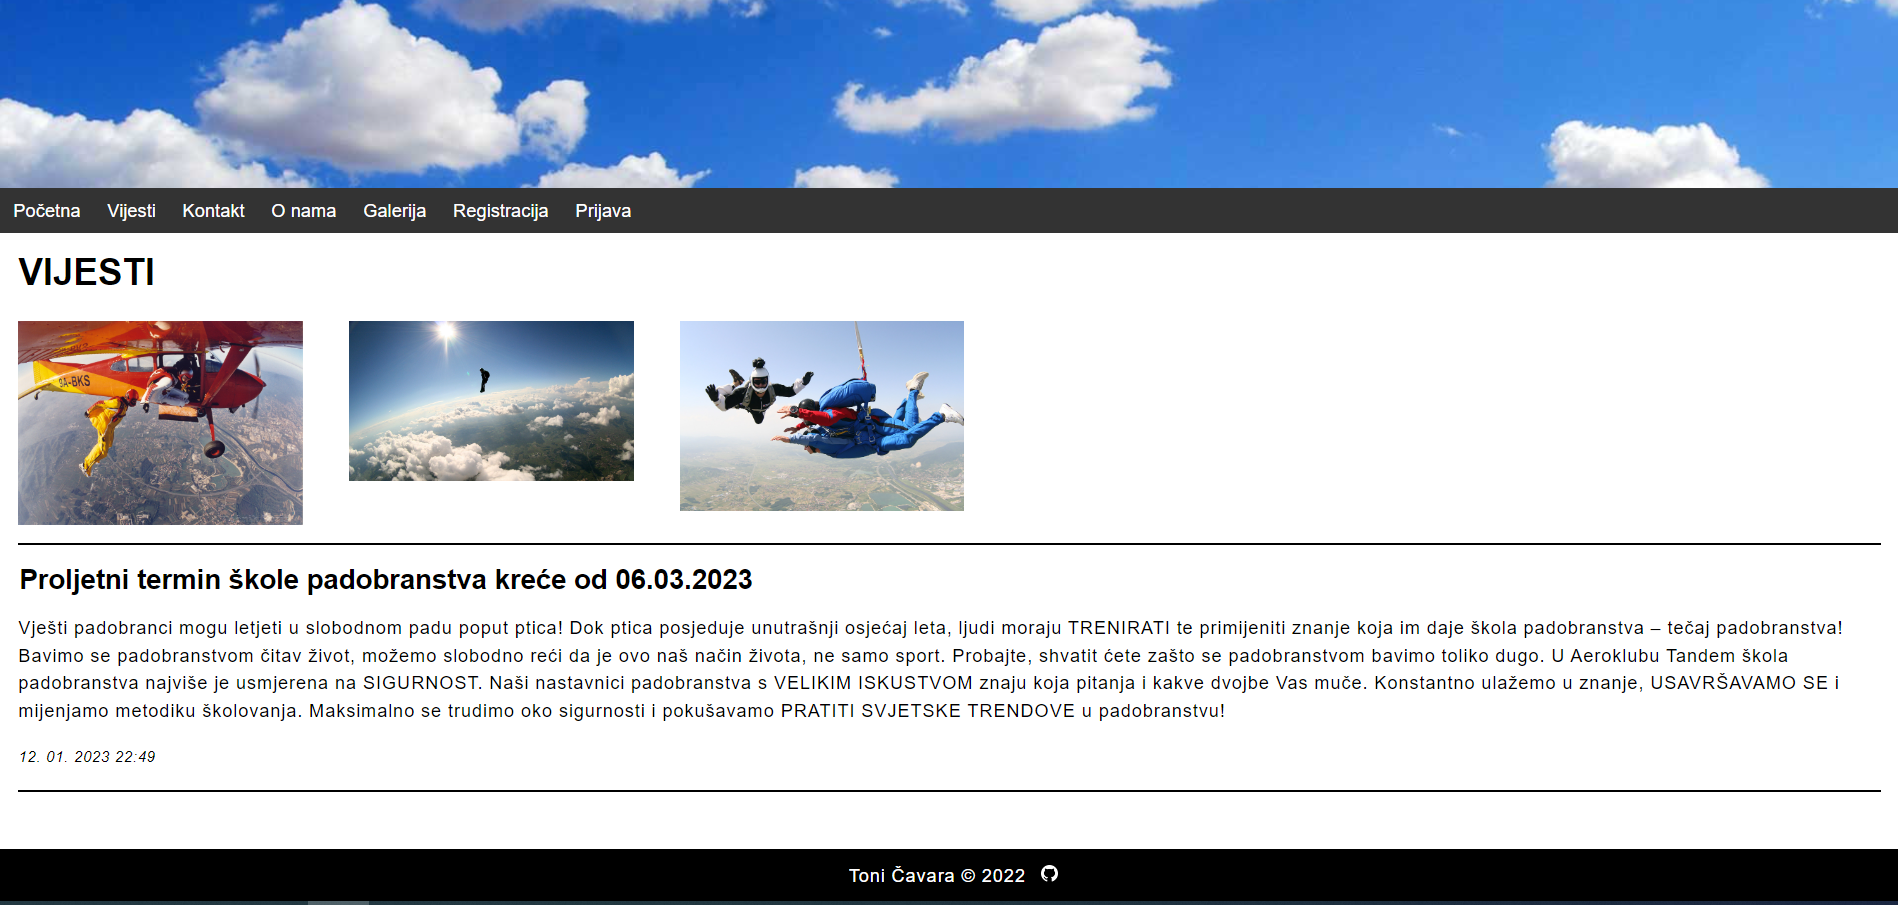 Početna Vijesti Kontakt O nama Galerija Registracija Prijava
VIJESTI
9A-BKS
Proljetni termin škole padobranstva kreće od 06.03.2023
Vješti padobranci mogu letjeti u slobodnom padu poput ptica! Dok ptica posjeduje unutrašnji osjećaj leta, ljudi moraju TRENIRATI te primijeniti znanje koja im daje škola padobranstva – tečaj padobranstva!
Bavimo se padobranstvom čitav život, možemo slobodno reći da je ovo naš način života, ne samo sport. Probajte, shvatit ćete zašto se padobranstvom bavimo toliko dugo. U Aeroklubu Tandem škola
padobranstva najviše je usmjerena na SIGURNOST. Naši nastavnici padobranstva s VELIKIM ISKUSTVOM znaju koja pitanja i kakve dvojbe Vas muče. Konstantno ulažemo u znanje, USAVRŠAVAMO SE i
mijenjamo metodiku školovanja. Maksimalno se trudimo oko sigurnosti i pokušavamo PRATITI SVJETSKE TRENDOVE u padobranstvu!
12. 01. 2023 22:49
Toni Čavara © 2022